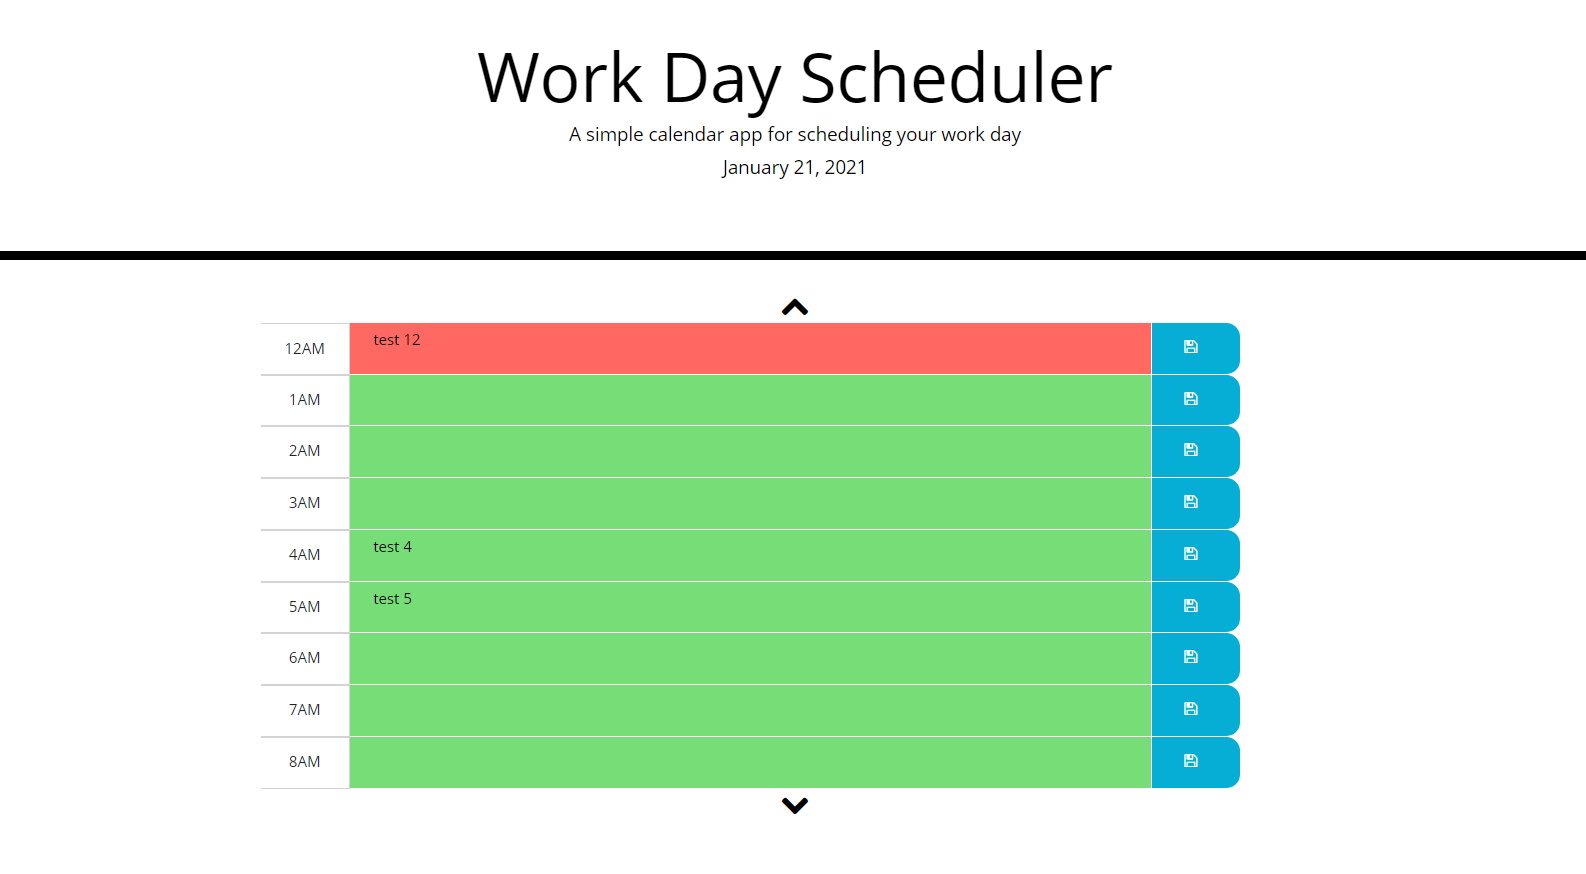 Work Day Scheduler
A simple calendar app for scheduling your work day
January 21, 2021
12AM test 12
1AM
2AM
3AM
4AM test 4
5AM test 5
6AM
7AM
8AM